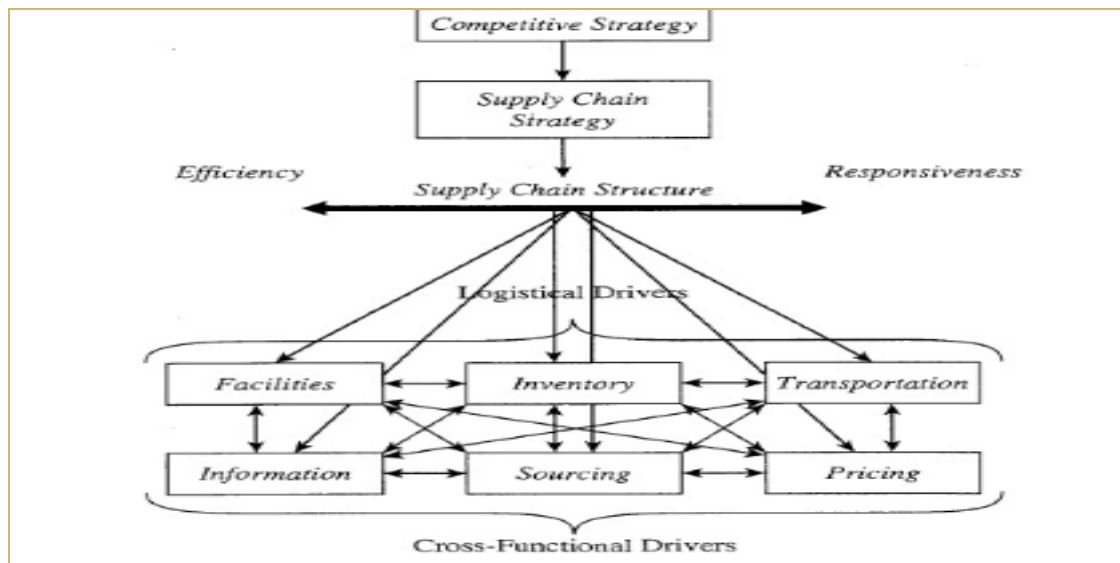 Competitive Strategy
Supply Chain
Strategy
Efficiency
Responsiveness
Supply Chain Structure
Logistical Drivers
Facilities
Inventory
Transportation
Information
Sourcing
Pricing
Cross-Functional Drivers